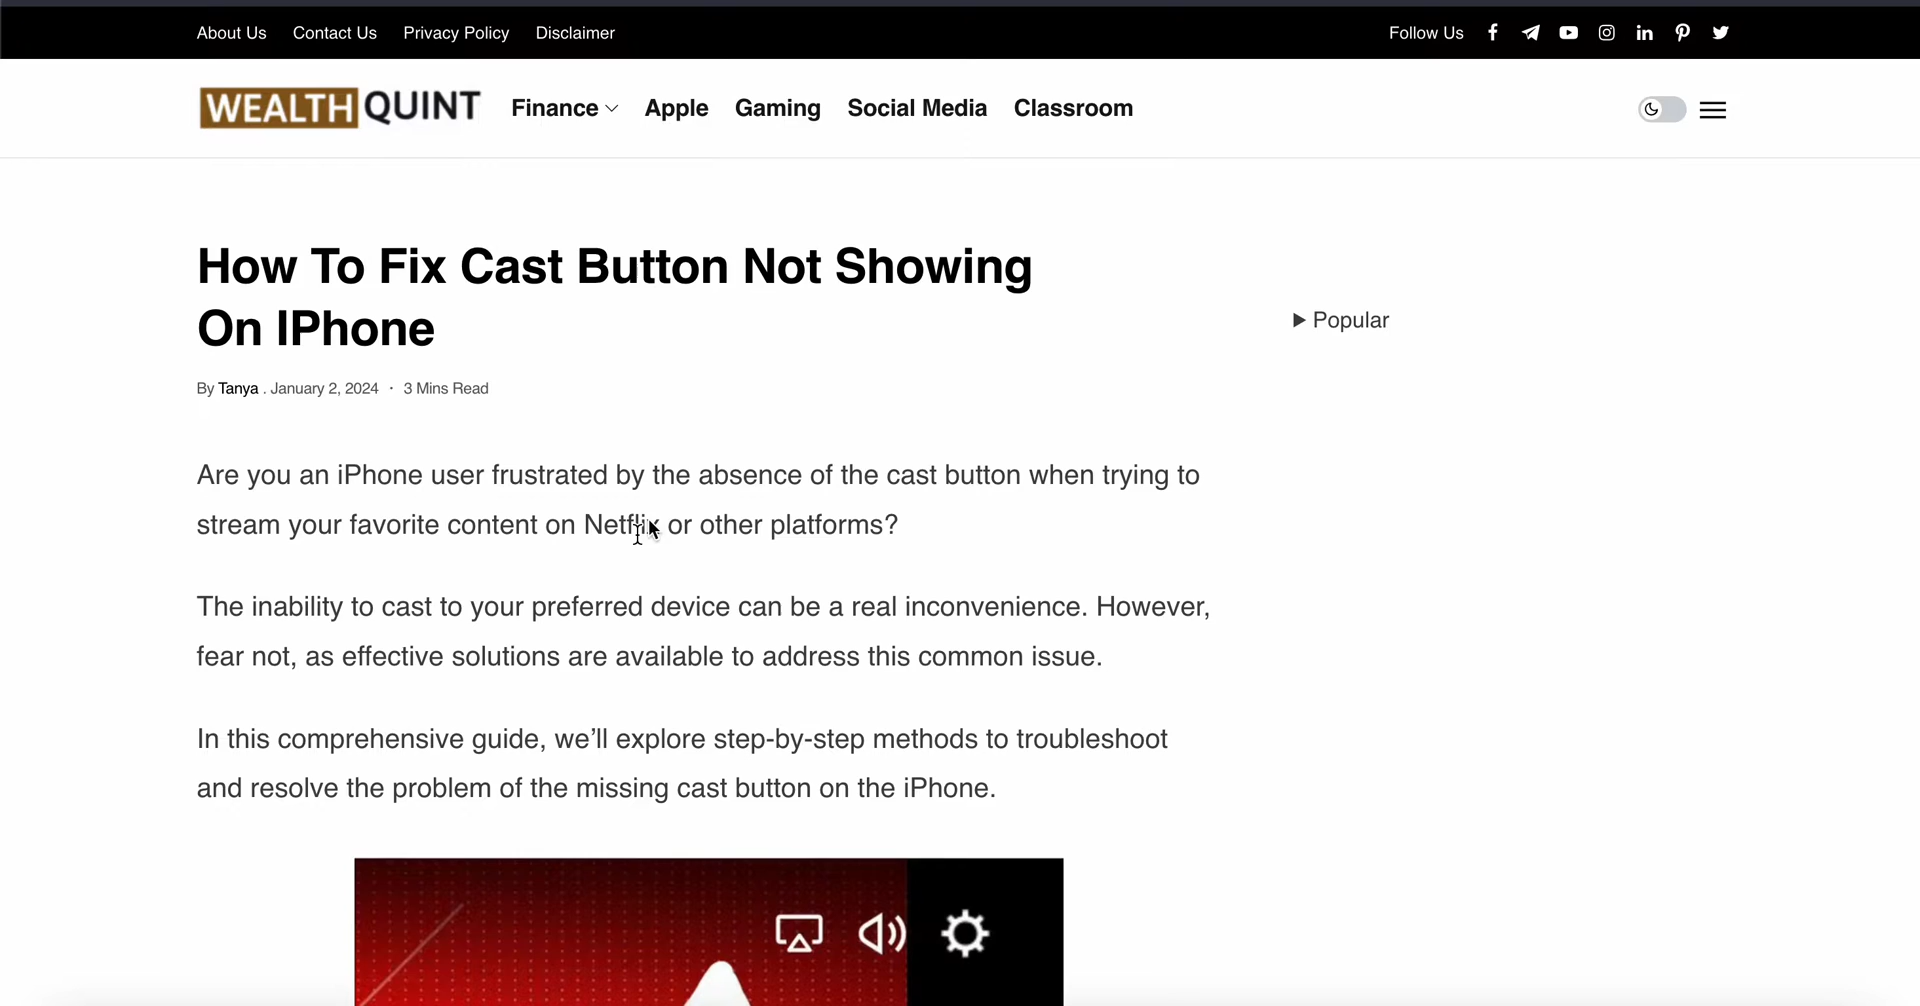 About Us Contact Us Privacy Policy Disclaimer Follow Us
WEALTH QUINT Finance Apple Gaming Social Media Classroom
How To Fix Cast Button Not Showing
On IPhone
Popular
By Tanya . January 2, 2024 · 3 Mins Read
Are you an iPhone user frustrated by the absence of the cast button when trying to
stream your favorite content on Netflix or other platforms?
The inability to cast to your preferred device can be a real inconvenience. However,
fear not, as effective solutions are available to address this common issue.
In this comprehensive guide, we’ll explore step-by-step methods to troubleshoot
and resolve the problem of the missing cast button on the iPhone.